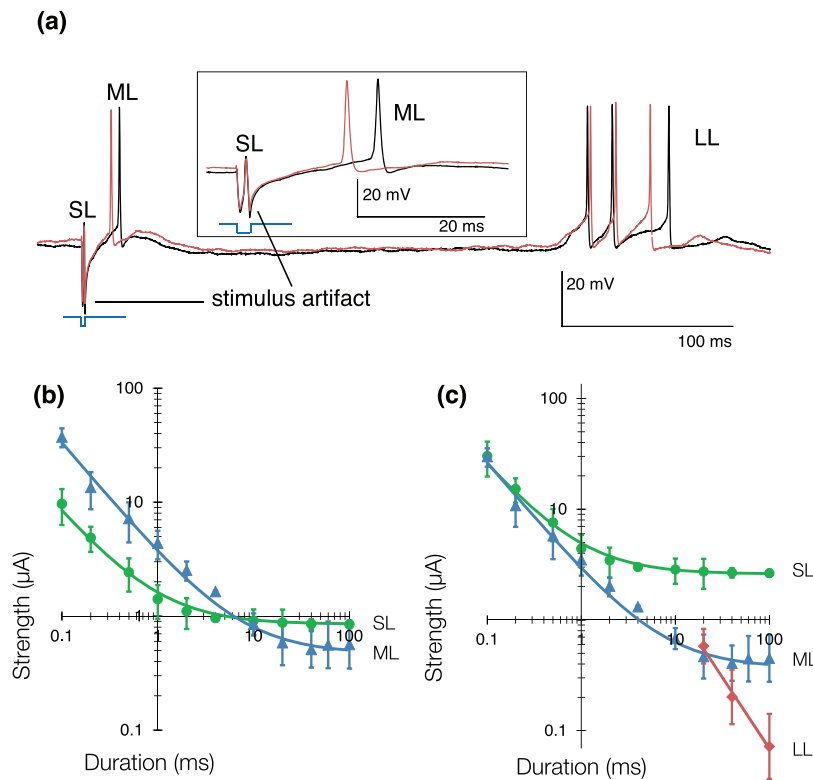 (a)
ML
SL
SL
ML
20 mV
20 ms
LL
stimulus artifact
20 mV
100 ms
(b)
100
10
1
0.1
0.1
1
10
100
SL
ML
Strength (µA)
Duration (ms)
(c)
100
10
1
0.1
0.1
1
10
100
SL
ML
LL
Strength (µA)
Duration (ms)